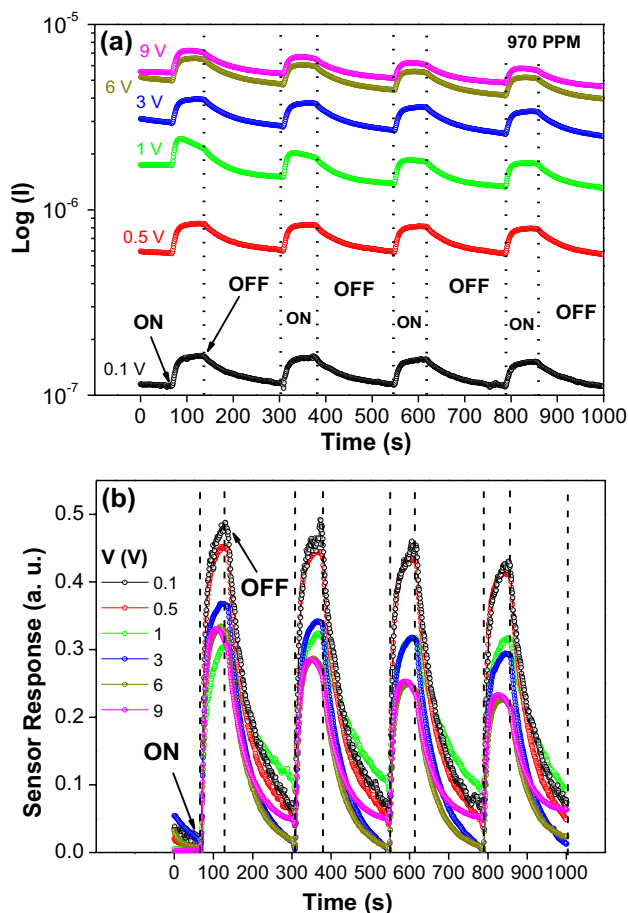 (a)
970 PPM
10^-5
10^-6
10^-7
Log (I)
9 V
6 V
3 V
1 V
0.5 V
0.1 V
ON
OFF
ON
OFF
ON
OFF
ON
OFF
0 100 200 300 400 500 600 700 800 900 1000
Time (s)
(b)
0.5
0.4
0.3
0.2
0.1
0.0
Sensor Response (a. u.)
V (V)
0.1
0.5
1
3
6
9
OFF
ON
0 100 200 300 400 500 600 700 800 900 1000
Time (s)